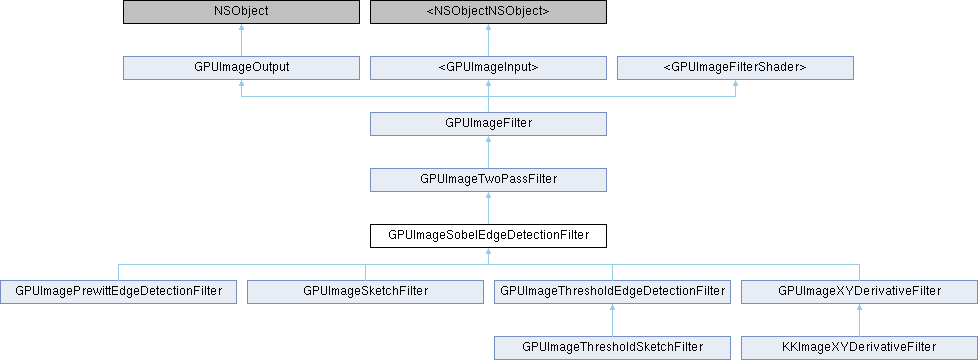 NSObject
<NSObjectNSObject>
GPUImageOutput
<GPUImageInput>
<GPUImageFilterShader>
GPUImageFilter
GPUImageTwoPassFilter
GPUImageSobelEdgeDetectionFilter
GPUImagePrewittEdgeDetectionFilter
GPUImageSketchFilter
GPUImageThresholdEdgeDetectionFilter
GPUImageXYDerivativeFilter
GPUImageThresholdSketchFilter
KKImageXYDerivativeFilter